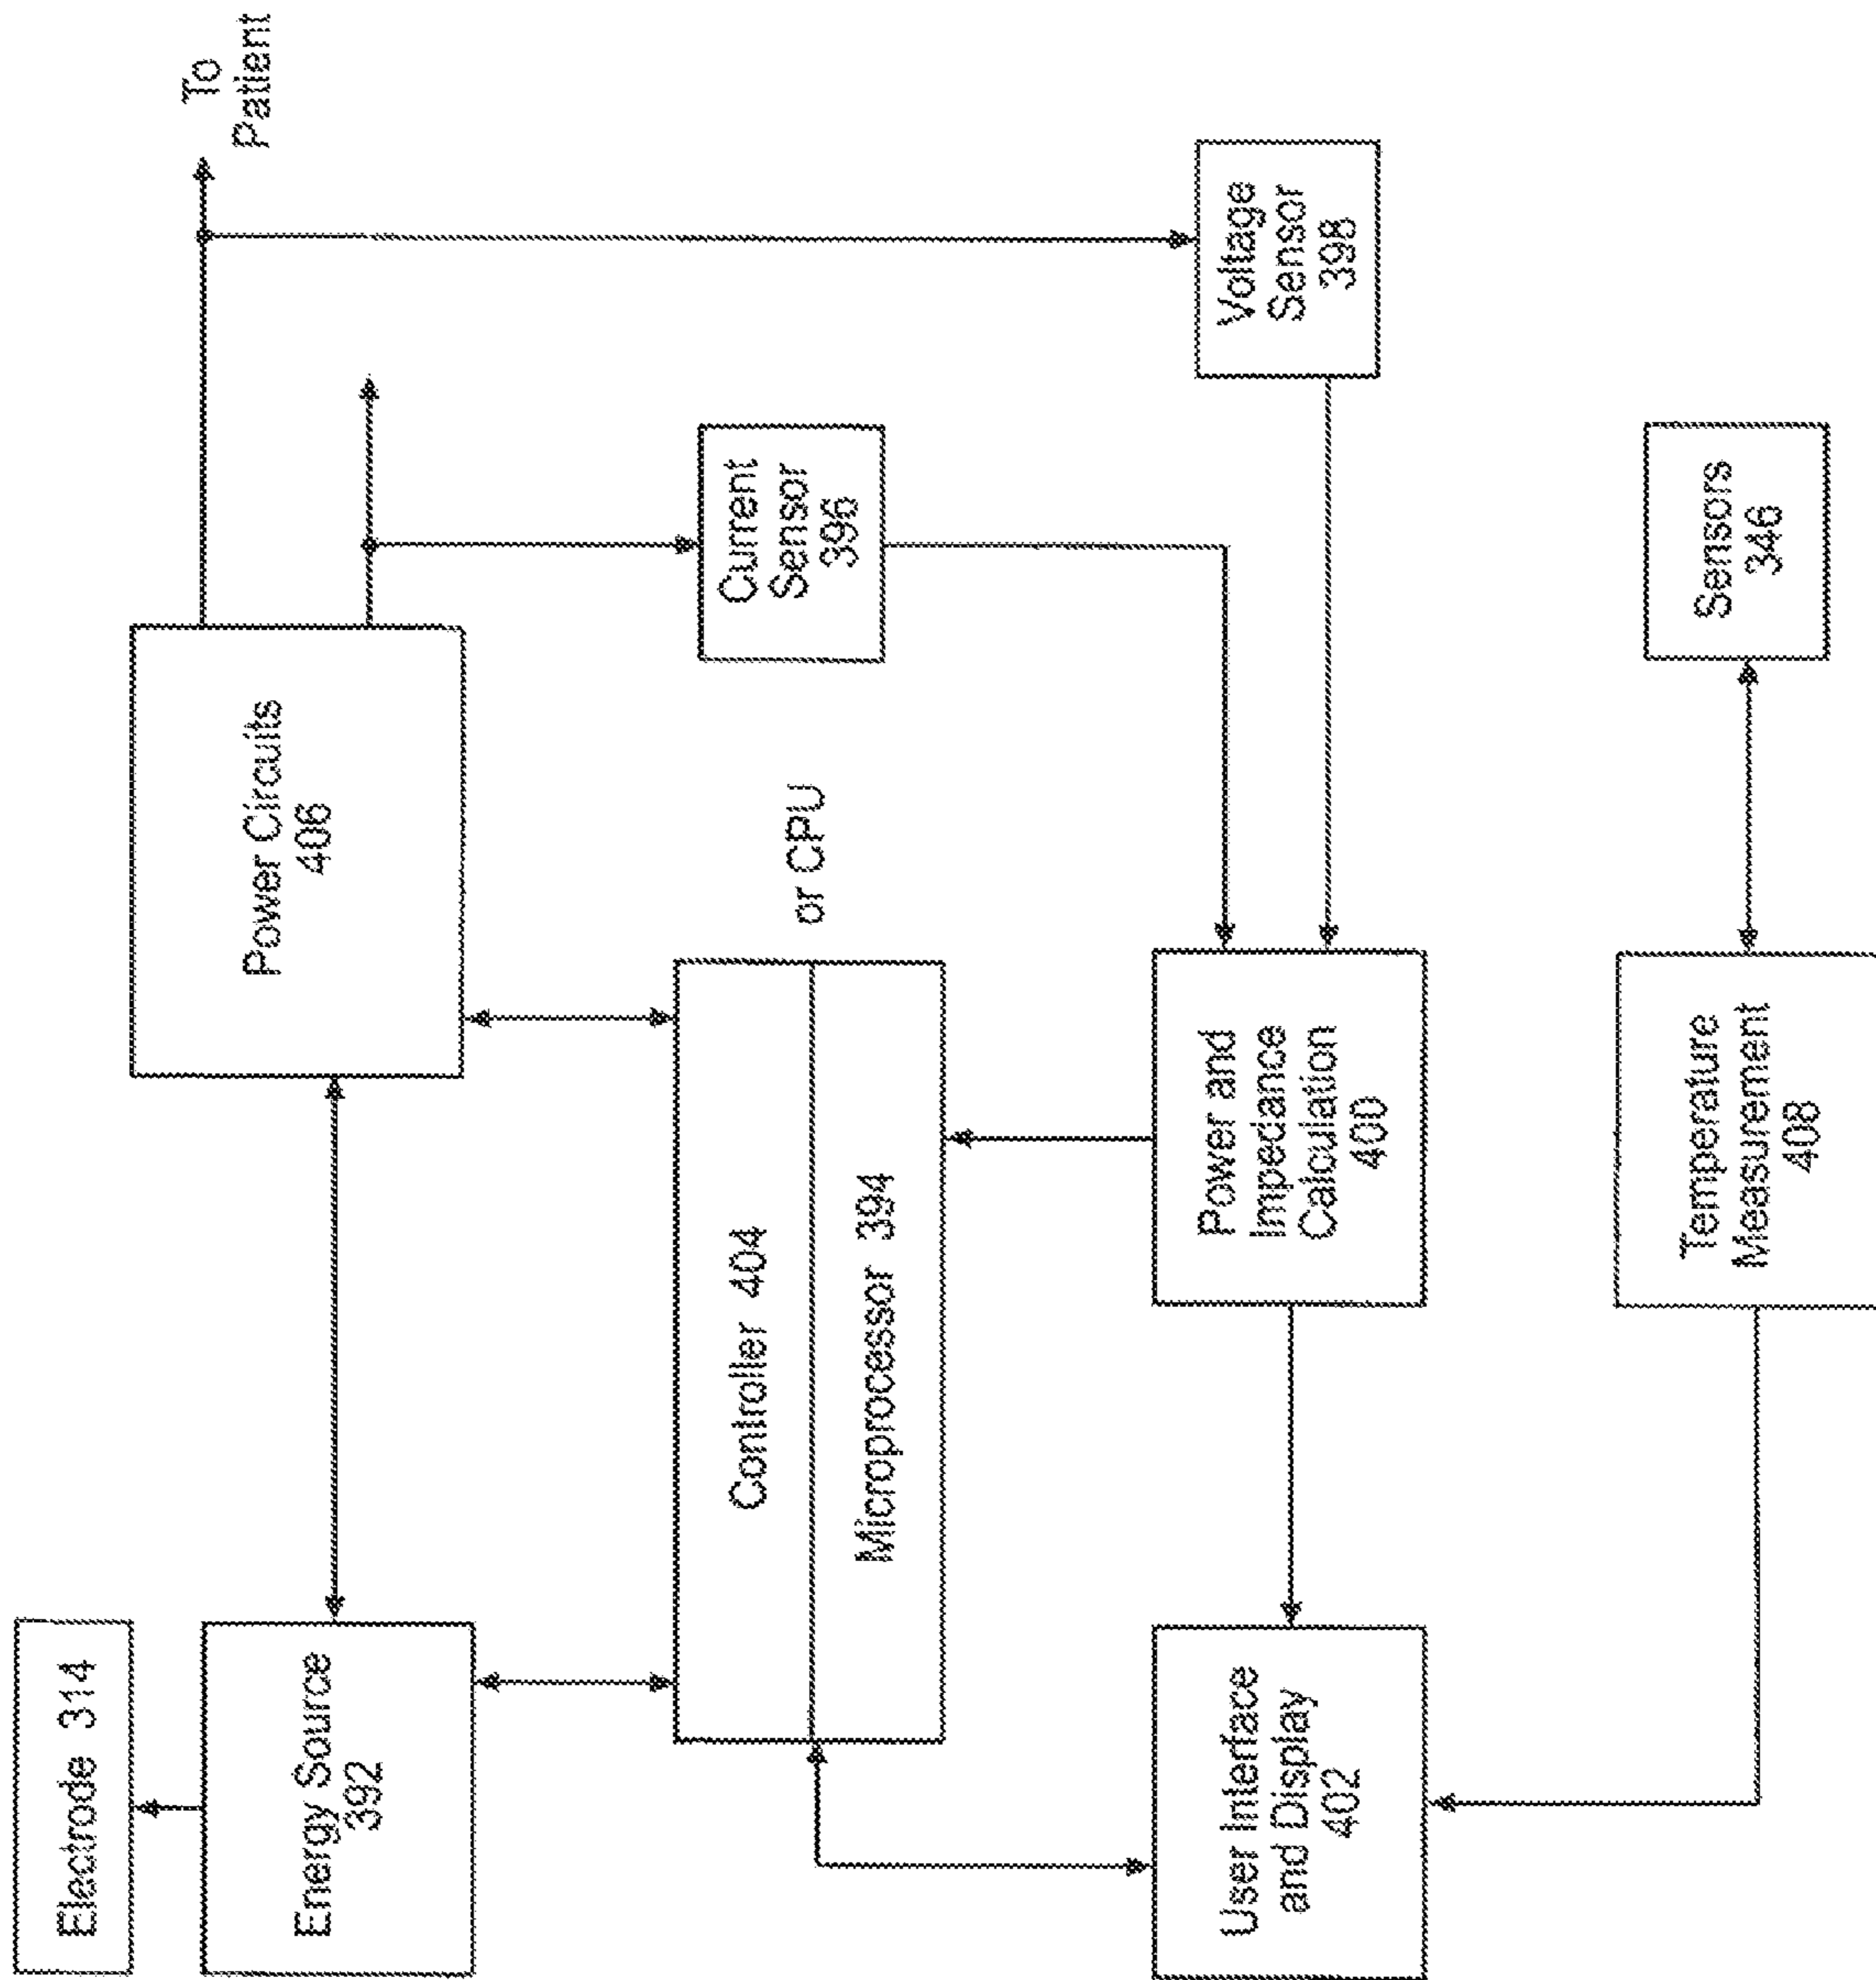 Electrode 314
Energy Source
392
Power Circuits
406
To
Patient
Controller 404
Microprocessor 394
or CPU
Current
Sensor
396
Voltage
Sensor
398
User Interface
and Display
402
Power and
Impedance
Calculation
400
Temperature
Measurement
408
Sensors
346